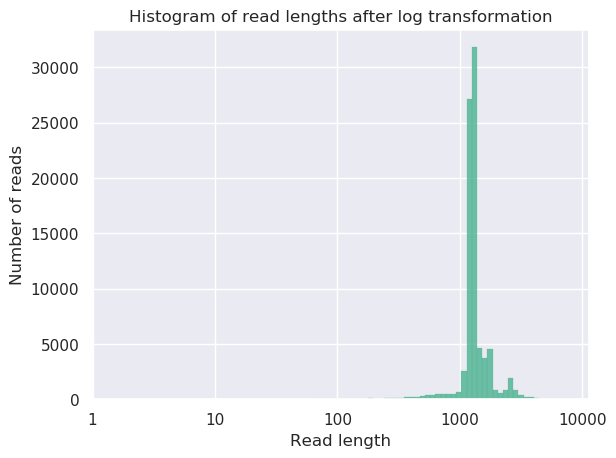 Histogram of read lengths after log transformation
30000
25000
20000
15000
10000
5000
0
Number of reads
1 10 100 1000 10000
Read length